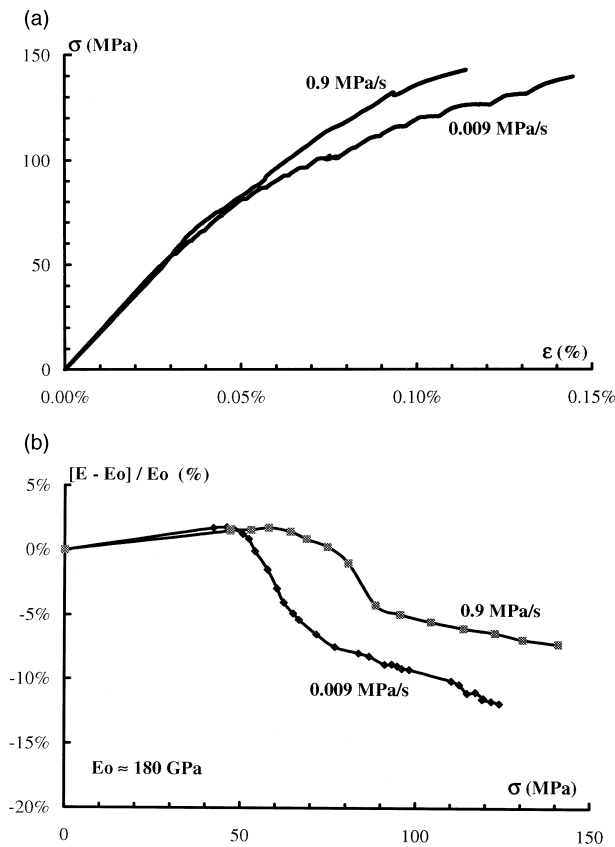 (a)
σ (MPa)
150
0.9 MPa/s
0.009 MPa/s
100
50
ε (%)
0
0.00%
0.05%
0.10%
0.15%
(b)
[E - Eo] / Eo (%)
5%
0%
0.9 MPa/s
-5%
-10%
0.009 MPa/s
-15%
Eo ≈ 180 GPa
σ (MPa)
-20%
0
50
100
150